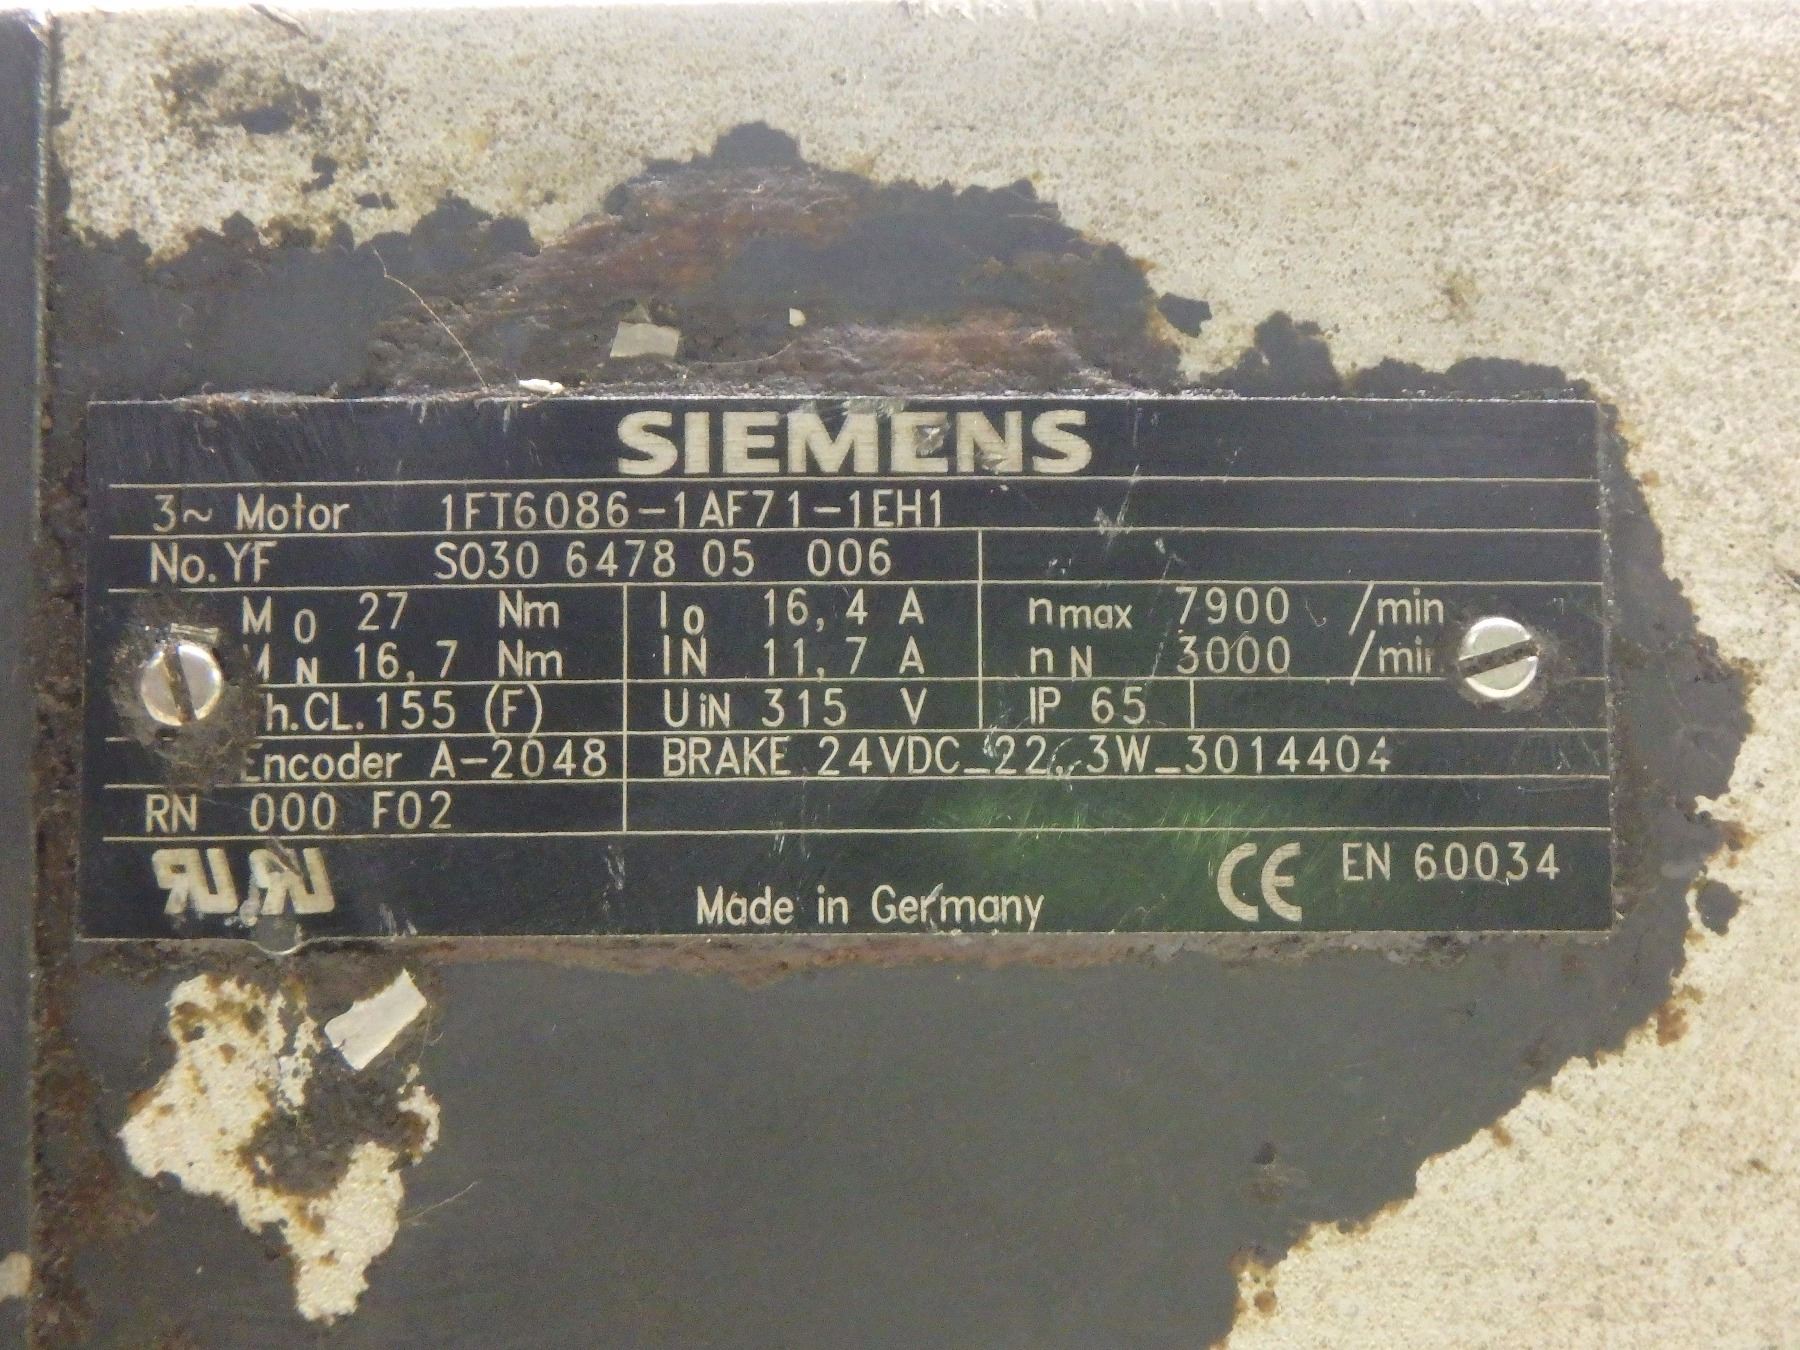 SIEMENS
3~ Motor 1FT6086-1AF71-1EH1
No. YF S030 6478 05 006
M0 27 Nm I0 16,4 A nmax 7900 /min
MN 16,7 Nm IN 11,7 A nN 3000 /min
h.CL.155 (F) UiN 315 V IP 65
Encoder A-2048 BRAKE 24VDC_22,3W_3014404
RN 000 F02
CE EN 60034
Made in Germany